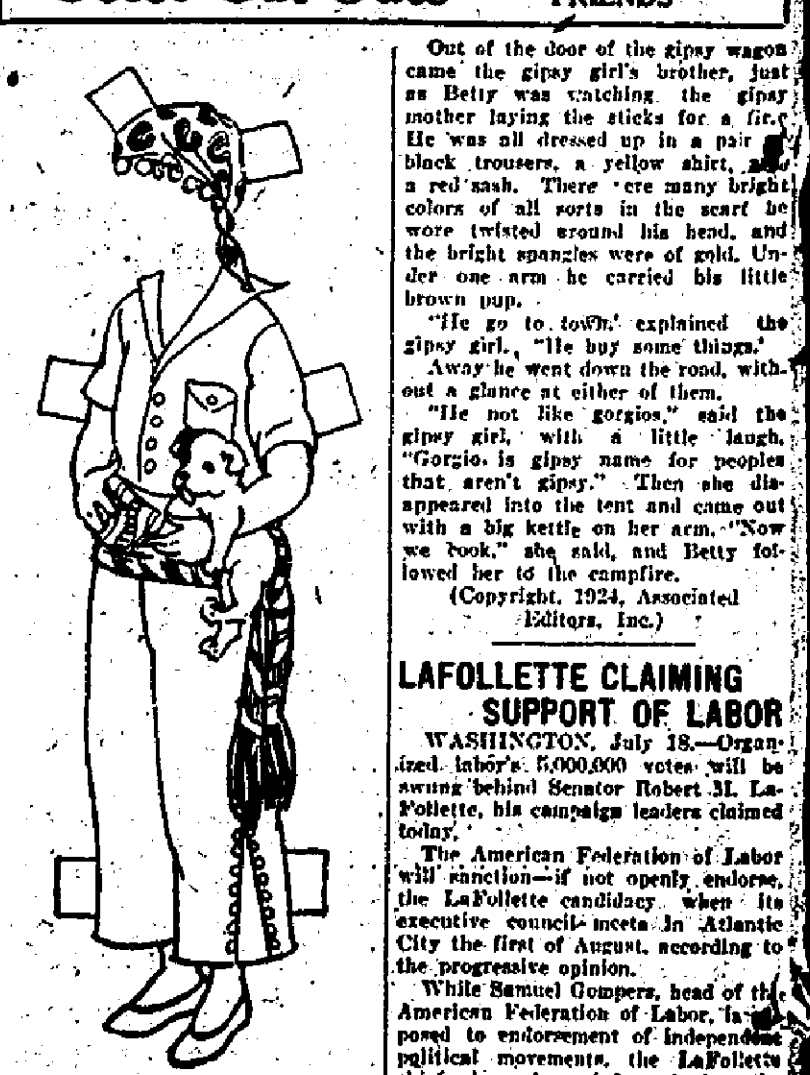 FRIENDS
Out of the door of the gipsy wagon
came the gipsy girl's brother, just
as Betty was watching the gipsy
mother laying the sticks for a fire.
He was all dressed up in a pair
black trousers, a yellow shirt,
a red sash. There ere many bright
colors of all sorts in the scarf he
wore twisted around his head, and
the bright spangles were of gold. Un-
der one arm he carried his little
brown pup.
"He go to town,' explained the
gipsy girl. "He buy some things.'
Away he went down the road, with-
out a glance at either of them.
"He not like gorgios," said the
gipsy girl, with a little laugh.
"Gorgio is gipsy name for peoples
that aren't gipsy." Then she dis-
appeared into the tent and came out
with a big kettle on her arm. "Now
we cook," she said, and Betty fol-
lowed her to the campfire.
(Copyright, 1924, Associated
Editors, Inc.)
LAFOLLETTE CLAIMING
SUPPORT OF LABOR
WASHINGTON, July 18.—Organ-
ized labor's 5,000,000 votes will be
swung behind Senator Robert M. La-
Follette, his campaign leaders claimed
today.
The American Federation of Labor
will sanction—if not openly endorse,
the LaFollette candidacy when its
executive council meets in Atlantic
City the first of August, according to
the progressive opinion.
While Samuel Gompers, head of the
American Federation of Labor,
posed to endorsement of independent
political movements, the LaFollette